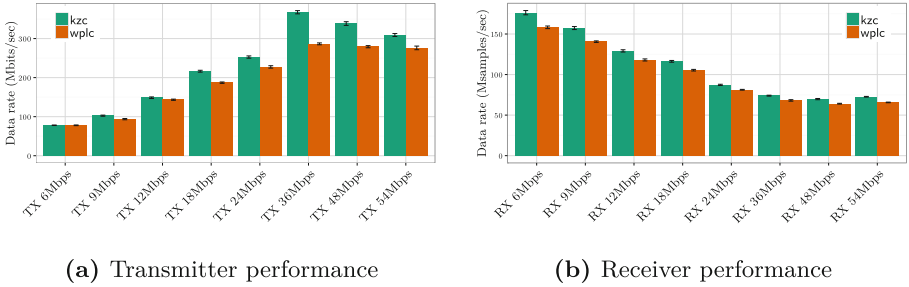 kzc
wplc
Data rate (Mbits/sec)
300
200
100
0
TX 6Mbps
TX 9Mbps
TX 12Mbps
TX 18Mbps
TX 24Mbps
TX 36Mbps
TX 48Mbps
TX 54Mbps
(a) Transmitter performance
kzc
wplc
Data rate (Msamples/sec)
150
100
50
0
RX 6Mbps
RX 9Mbps
RX 12Mbps
RX 18Mbps
RX 24Mbps
RX 36Mbps
RX 48Mbps
RX 54Mbps
(b) Receiver performance